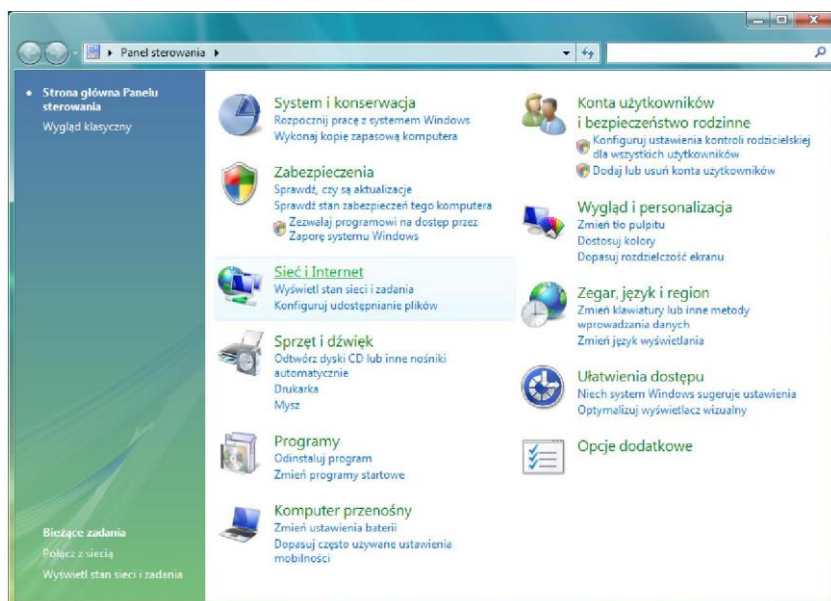 Panel sterowania
Strona główna Panelu
sterowania
Wygląd klasyczny
Bieżące zadania
Połącz z siecią
Wyświetl stan sieci i zadania
System i konserwacja
Rozpocznij pracę z systemem Windows
Wykonaj kopię zapasową komputera
Zabezpieczenia
Sprawdź, czy są aktualizacje
Sprawdź stan zabezpieczeń tego komputera
Zezwalaj programowi na dostęp przez
Zaporę systemu Windows
Sieć i Internet
Wyświetl stan sieci i zadania
Konfiguruj udostępnianie plików
Sprzęt i dźwięk
Odtwórz dyski CD lub inne nośniki
automatycznie
Drukarka
Mysz
Programy
Odinstaluj program
Zmień programy startowe
Komputer przenośny
Zmień ustawienia baterii
Dopasuj często używane ustawienia
mobilności
Konta użytkowników
i bezpieczeństwo rodzinne
Konfiguruj ustawienia kontroli rodzicielskiej
dla wszystkich użytkowników
Dodaj lub usuń konta użytkowników
Wygląd i personalizacja
Zmień tło pulpitu
Dostosuj kolory
Dopasuj rozdzielczość ekranu
Zegar, język i region
Zmień klawiatury lub inne metody
wprowadzania danych
Zmień język wyświetlania
Ułatwienia dostępu
Niech system Windows sugeruje ustawienia
Optymalizuj wyświetlacz wizualny
Opcje dodatkowe